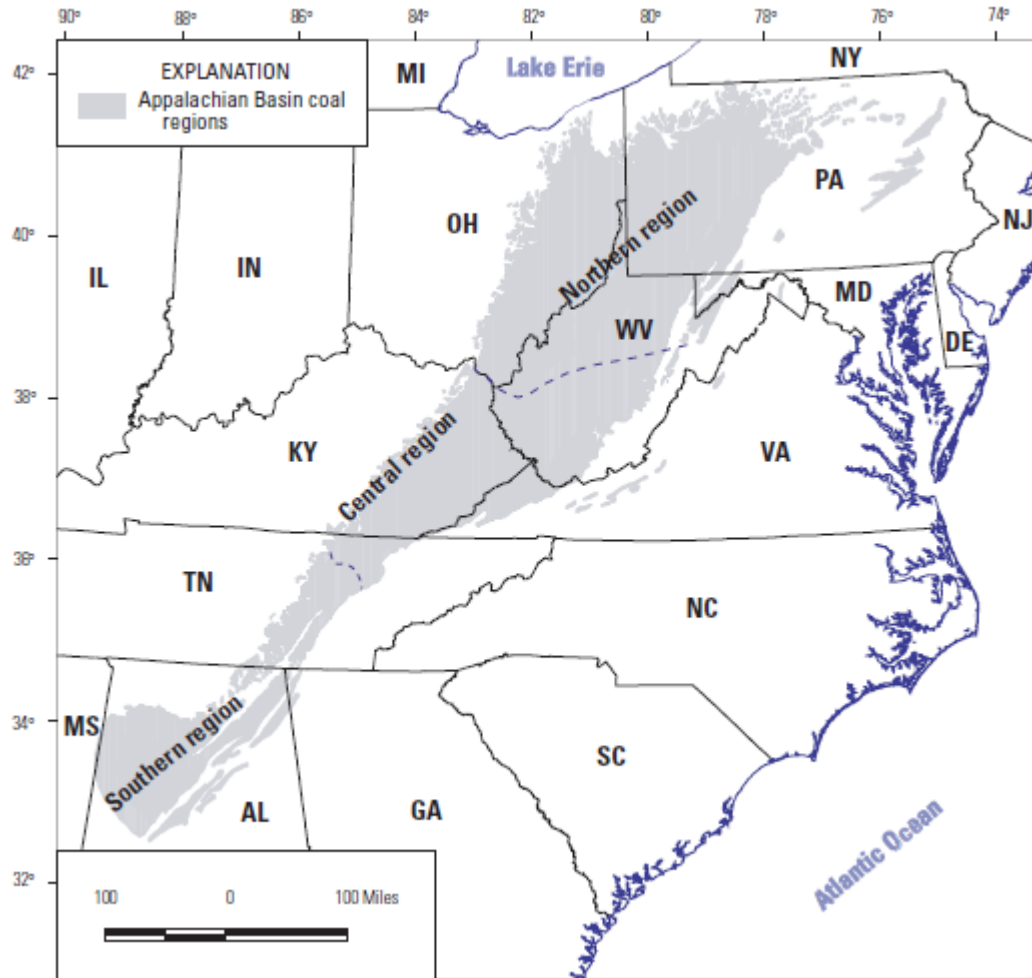 90°
88°
86°
84°
82°
80°
78°
76°
74°
42°
40°
38°
36°
34°
32°
EXPLANATION
Appalachian Basin coal
regions
MI
Lake Erie
NY
PA
OH
NJ
IL
IN
Northern region
MD
WV
DE
KY
Central region
VA
TN
NC
MS
Southern region
SC
AL
GA
Atlantic Ocean
100 0 100 Miles